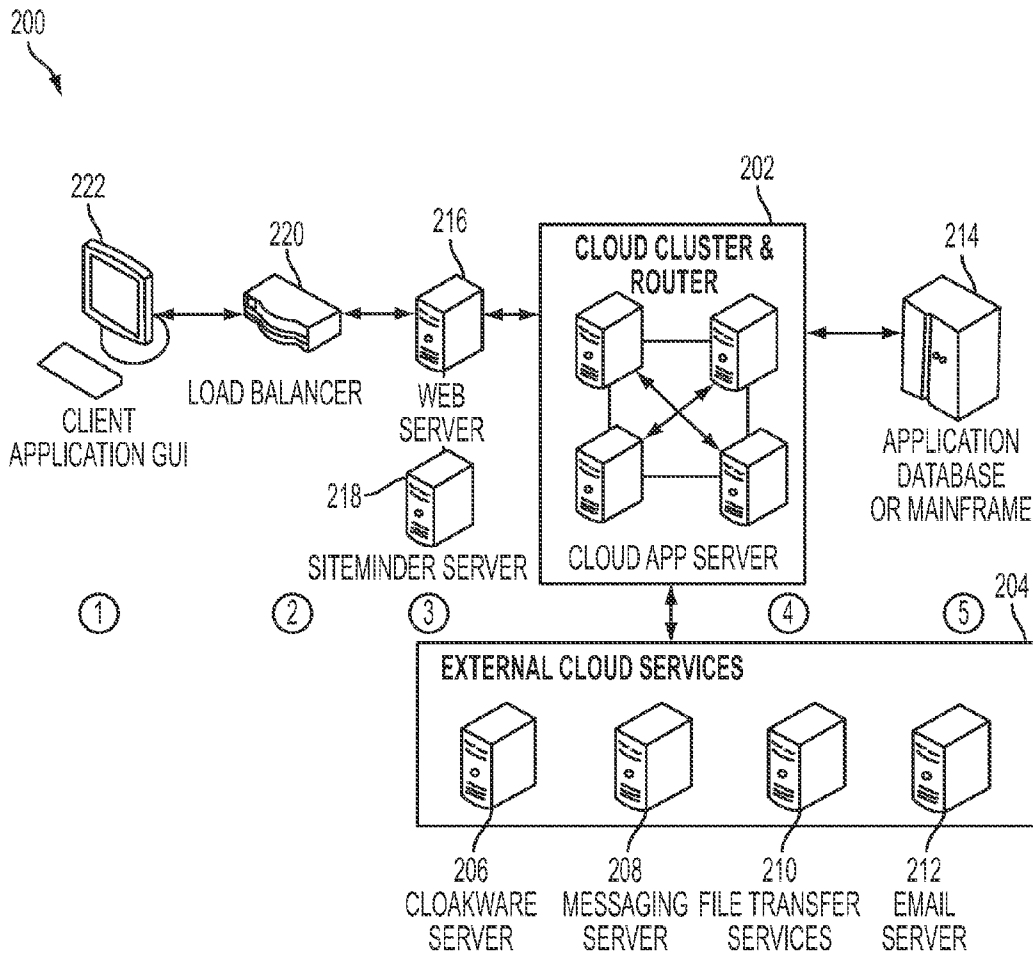 200
222
220
216
202
214
CLOUD CLUSTER &
ROUTER
CLIENT
APPLICATION GUI
LOAD BALANCER
WEB
SERVER
218
SITEMINDER SERVER
CLOUD APP SERVER
APPLICATION
DATABASE
OR MAINFRAME
1
2
3
4
5
204
EXTERNAL CLOUD SERVICES
206
CLOAKWARE
SERVER
208
MESSAGING
SERVER
210
FILE TRANSFER
SERVICES
212
EMAIL
SERVER